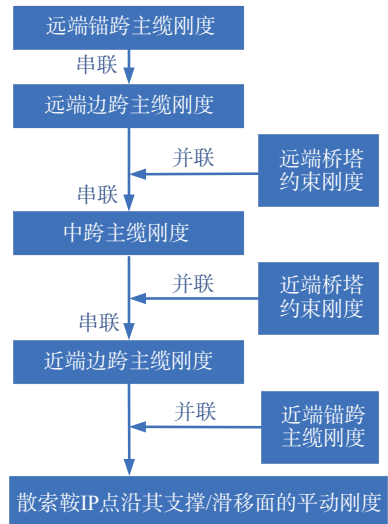 远端锚跨主缆刚度
串联
远端边跨主缆刚度
并联
远端桥塔
约束刚度
串联
中跨主缆刚度
并联
近端桥塔
约束刚度
串联
近端边跨主缆刚度
并联
近端锚跨
主缆刚度
散索鞍IP点沿其支撑/滑移面的平动刚度